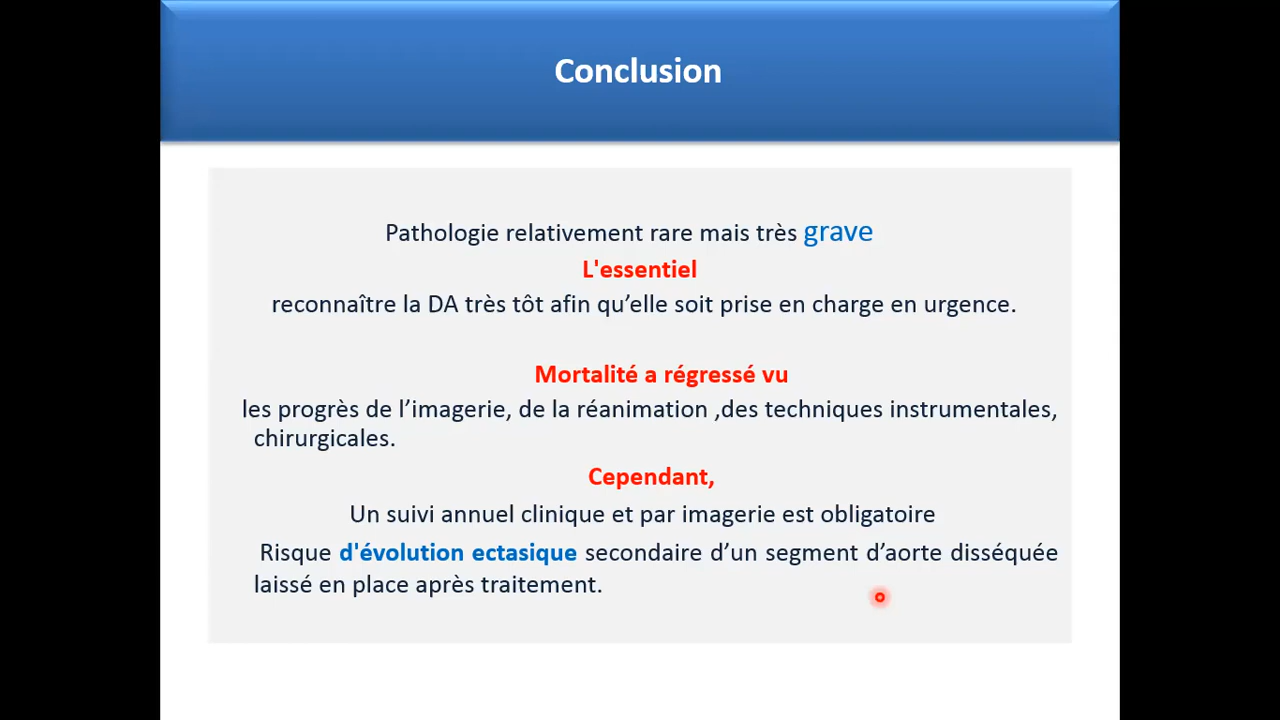 Conclusion
Pathologie relativement rare mais très grave
L'essentiel
reconnaître la DA très tôt afin qu’elle soit prise en charge en urgence.
Mortalité a régressé vu
les progrès de l’imagerie, de la réanimation ,des techniques instrumentales,
chirurgicales.
Cependant,
Un suivi annuel clinique et par imagerie est obligatoire
Risque d'évolution ectasique secondaire d’un segment d’aorte disséquée
laissé en place après traitement.